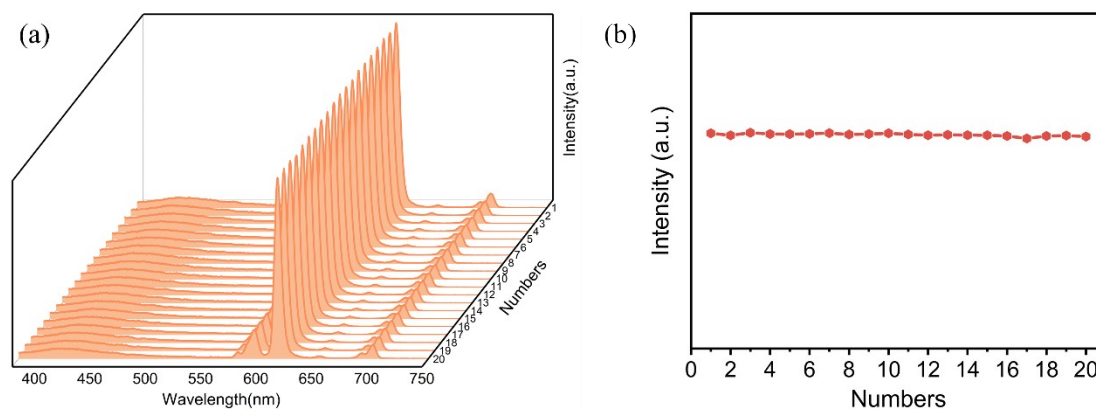 (a)
Intensity(a.u.)
1
2
3
4
5
6
7
8
9
10
11
12
13
14
15
16
17
18
19
20
Numbers
400 450 500 550 600 650 700 750
Wavelength(nm)
(b)
Intensity (a.u.)
0 2 4 6 8 10 12 14 16 18 20
Numbers